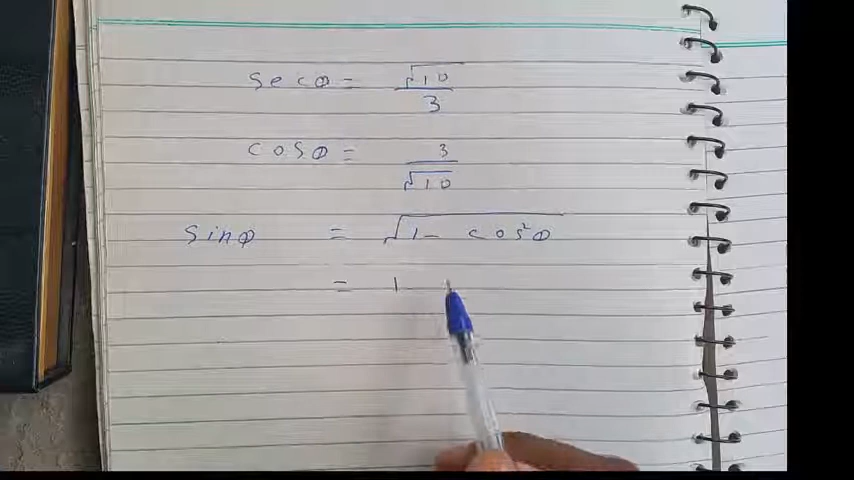 secθ = √10/3
cosθ = 3/√10
sinθ = √1- cos²θ
= 1